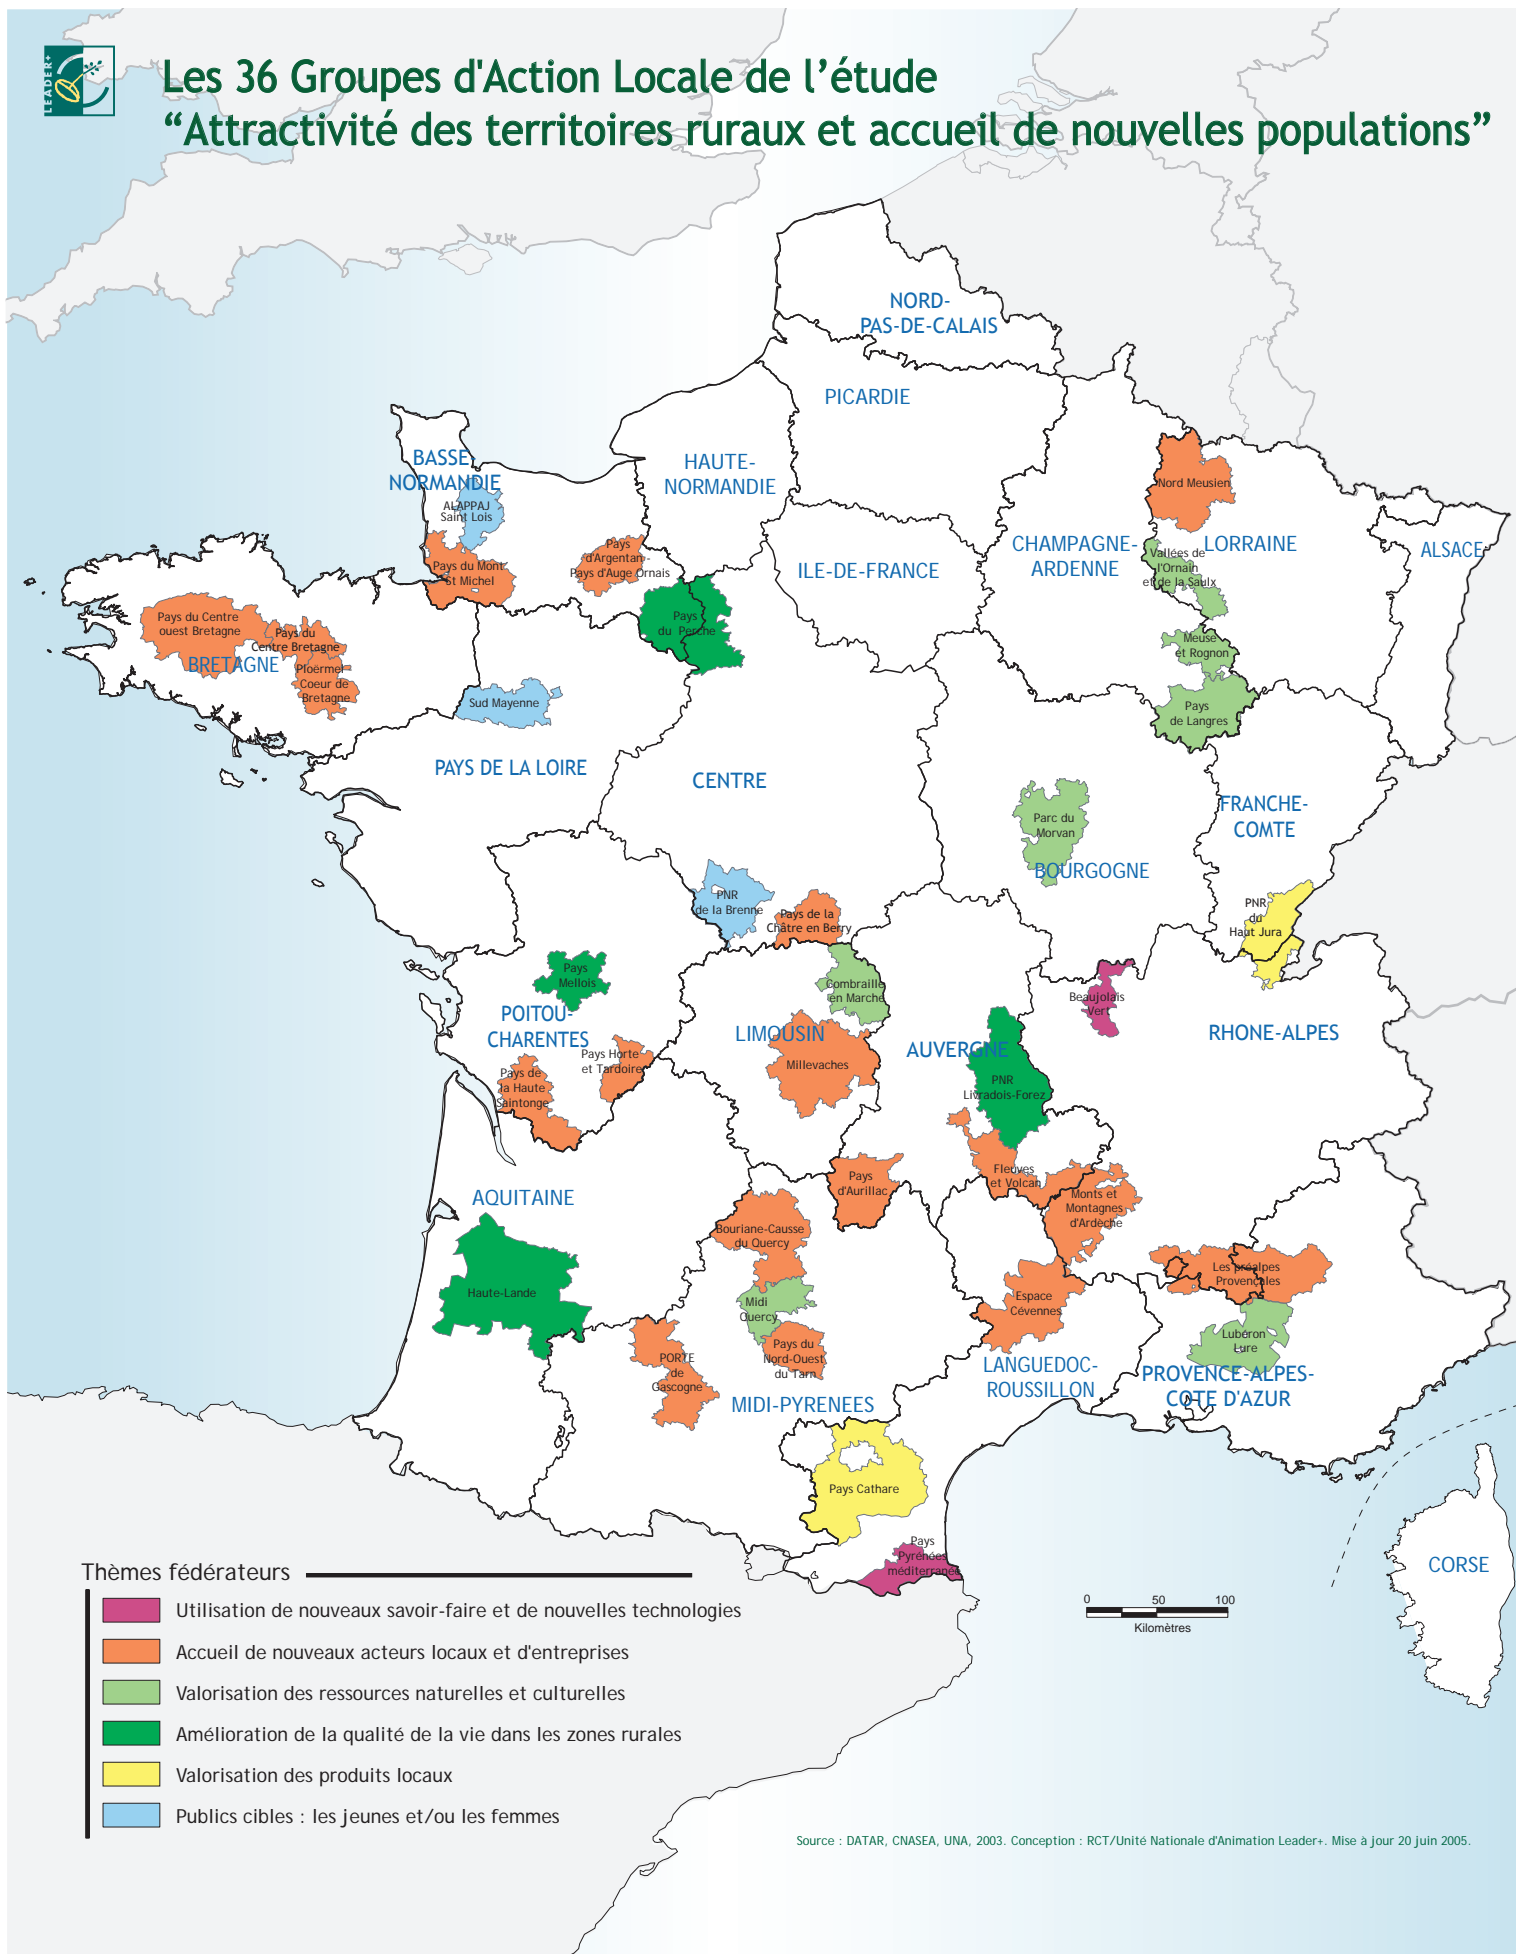 LEADER+
Les 36 Groupes d'Action Locale de l’étude
“Attractivité des territoires ruraux et accueil de nouvelles populations”
NORD-
PAS-DE-CALAIS
PICARDIE
BASSE-
NORMANDIE
HAUTE-
NORMANDIE
ALAPPAJ
Saint Lois
Nord Meusien
CHAMPAGNE-
ARDENNE
LORRAINE
ALSACE
ILE-DE-FRANCE
Pays du Mont
St Michel
Pays
d'Argentan-
Pays d'Auge Ornais
Vallées de
l'Ornain
et de la Saulx
Pays du Centre
ouest Bretagne
Pays du
Centre Bretagne
BRETAGNE
Ploermel
Coeur de
Bretagne
Pays
du Perche
Meuse
et Rognon
Sud Mayenne
Pays
de Langres
PAYS DE LA LOIRE
CENTRE
FRANCHE-
COMTE
Parc du
Morvan
BOURGOGNE
PNR
de la Brenne
Pays de la
Châtre en Berry
PNR
du
Haut Jura
Pays
Mellois
Combraille
en Marche
Beaujolais
Vert
POITOU-
CHARENTES
LIMOUSIN
AUVERGNE
RHONE-ALPES
Pays Horte
et Tardoire
Millevaches
Pays de
la Haute
Saintonge
PNR
Livradois-Forez
Pays
d'Aurillac
Fleuves
et Volcan
Monts et
Montagnes
d'Ardèche
AQUITAINE
Bouriane-Causse
du Quercy
Les préalpes
Provençales
Haute-Lande
Midi
Quercy
Espace
Cévennes
Lubéron
Lure
Pays du
Nord-Ouest
du Tarn
PORTE
de
Gascogne
LANGUEDOC-
ROUSSILLON
PROVENCE-ALPES-
COTE D'AZUR
MIDI-PYRENEES
Pays Cathare
Pays
Pyrénées
méditerranée
CORSE
Thèmes fédérateurs
Utilisation de nouveaux savoir-faire et de nouvelles technologies
Accueil de nouveaux acteurs locaux et d'entreprises
Valorisation des ressources naturelles et culturelles
Amélioration de la qualité de la vie dans les zones rurales
Valorisation des produits locaux
Publics cibles : les jeunes et/ou les femmes
0 50 100
Kilomètres
Source : DATAR, CNASEA, UNA, 2003. Conception : RCT/Unité Nationale d'Animation Leader+. Mise à jour 20 juin 2005.